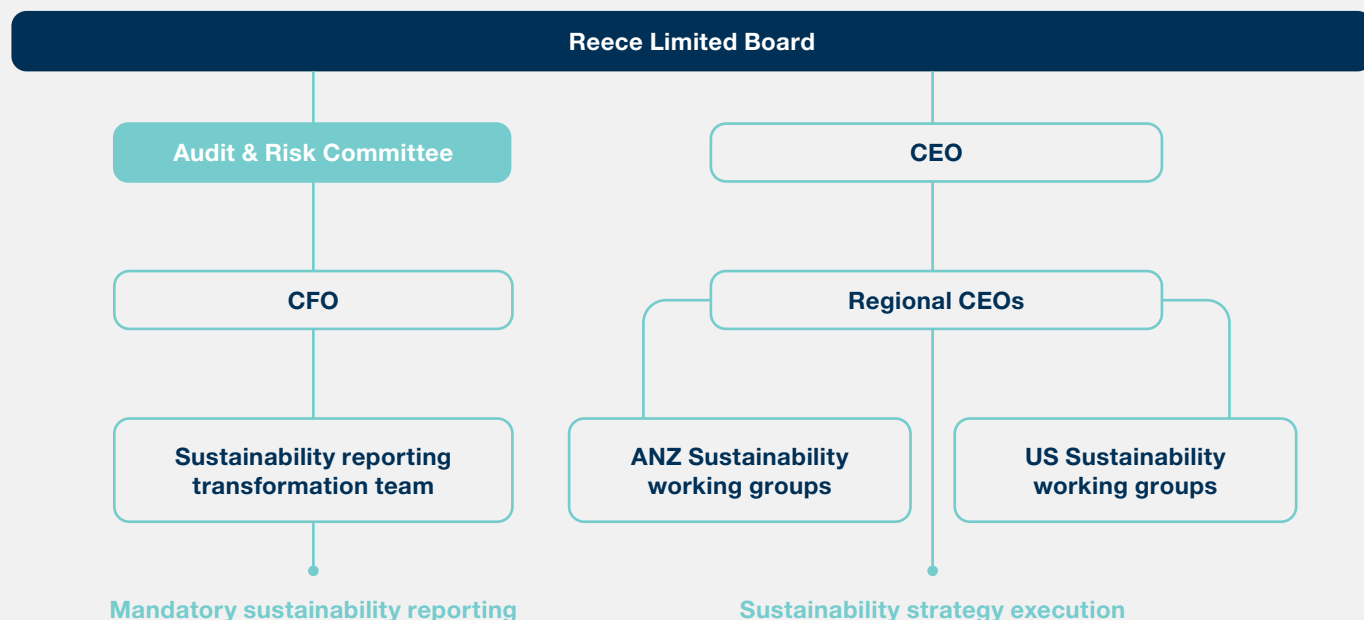 Reece Limited Board
Audit & Risk Committee
CEO
CFO
Regional CEOs
Sustainability reporting
transformation team
ANZ Sustainability
working groups
US Sustainability
working groups
Mandatory sustainability reporting
Sustainability strategy execution